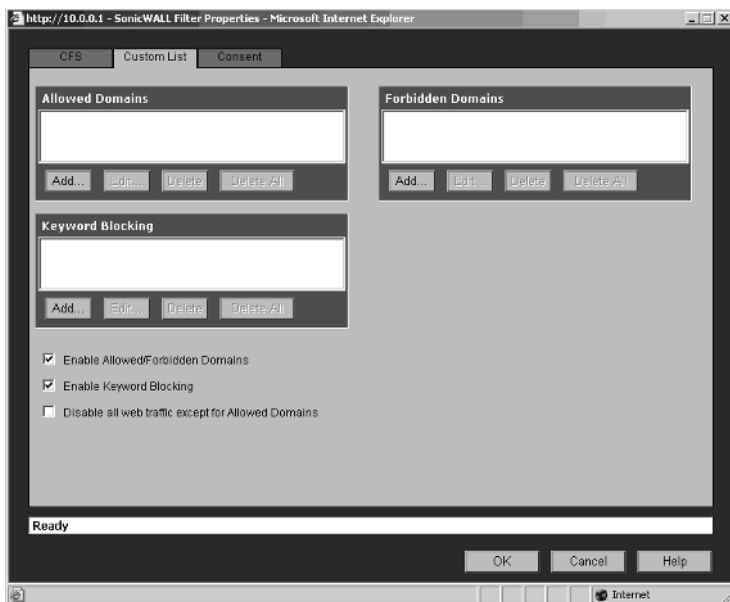 http://10.0.0.1 - SonicWALL Filter Properties - Microsoft Internet Explorer
CFS Custom List Consent
Allowed Domains
Add... Edit... Delete Delete All
Forbidden Domains
Add... Edit... Delete Delete All
Keyword Blocking
Add... Edit... Delete Delete All
Enable Allowed/Forbidden Domains
Enable Keyword Blocking
Disable all web traffic except for Allowed Domains
Ready
OK Cancel Help
Internet